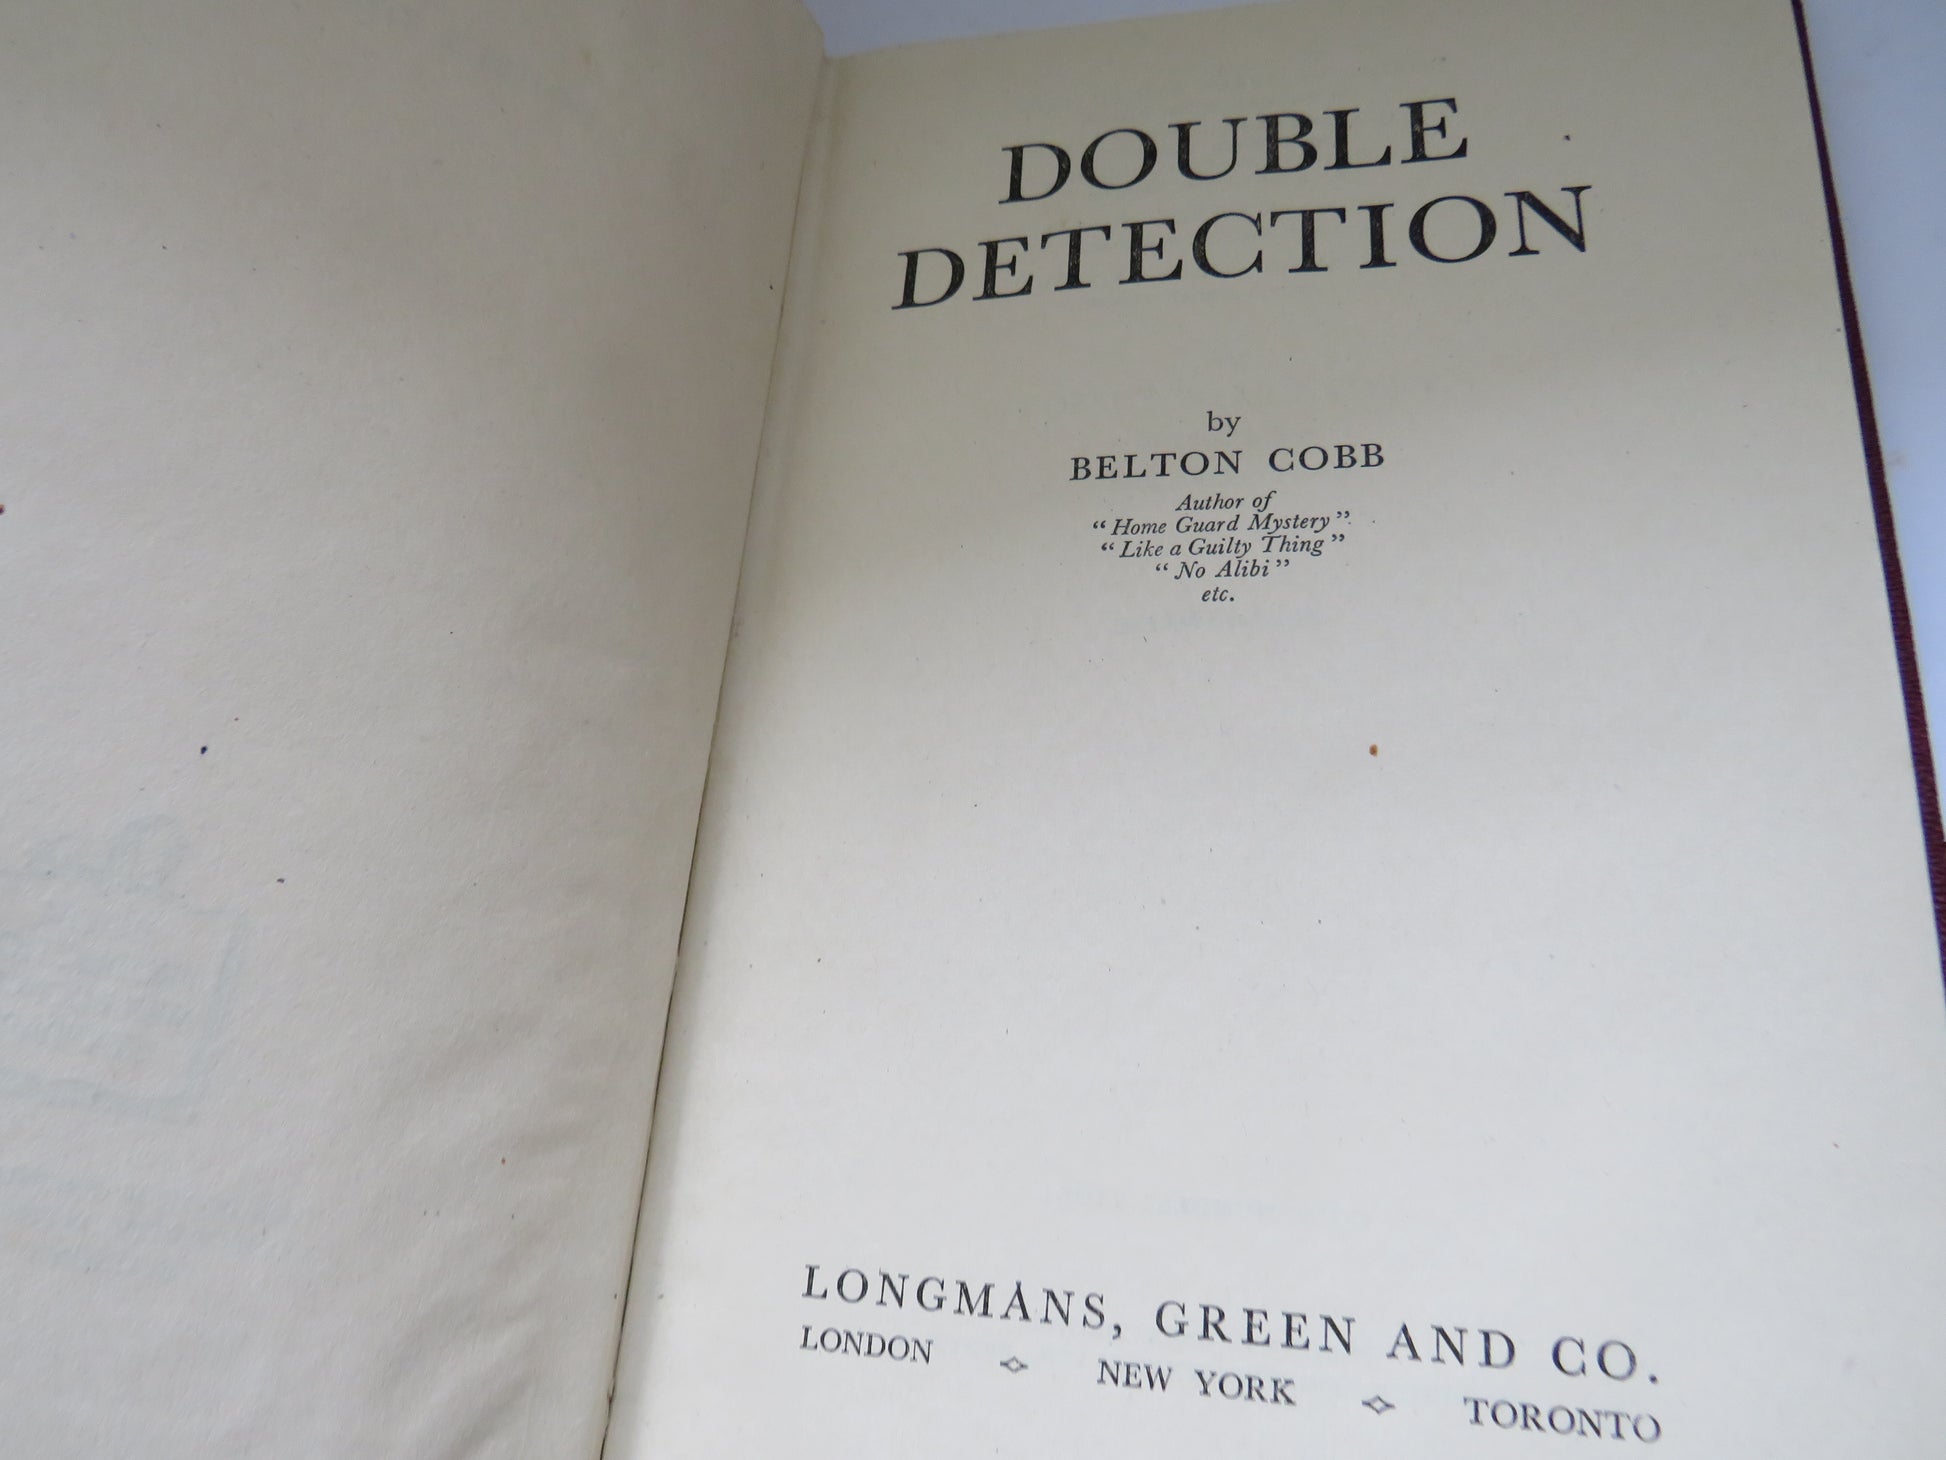 DOUBLE
DETECTION
by
BELTON COBB
Author of
“Home Guard Mystery”
“Like a Guilty Thing”
“No Alibi”
etc.
LONGMANS, GREEN AND CO.
LONDON ⟡ NEW YORK ⟡ TORONTO